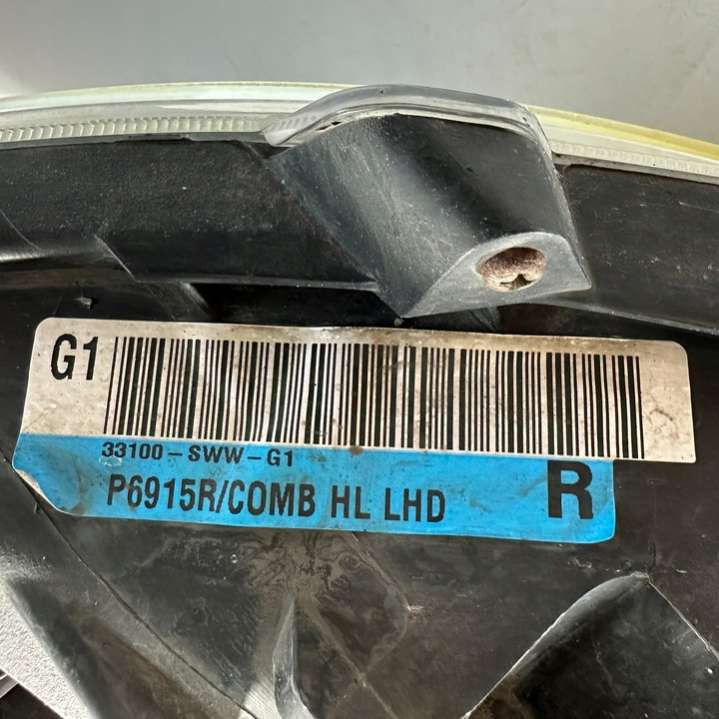 G1
33100-SWW-G1
P6915R/COMB HL LHD
R